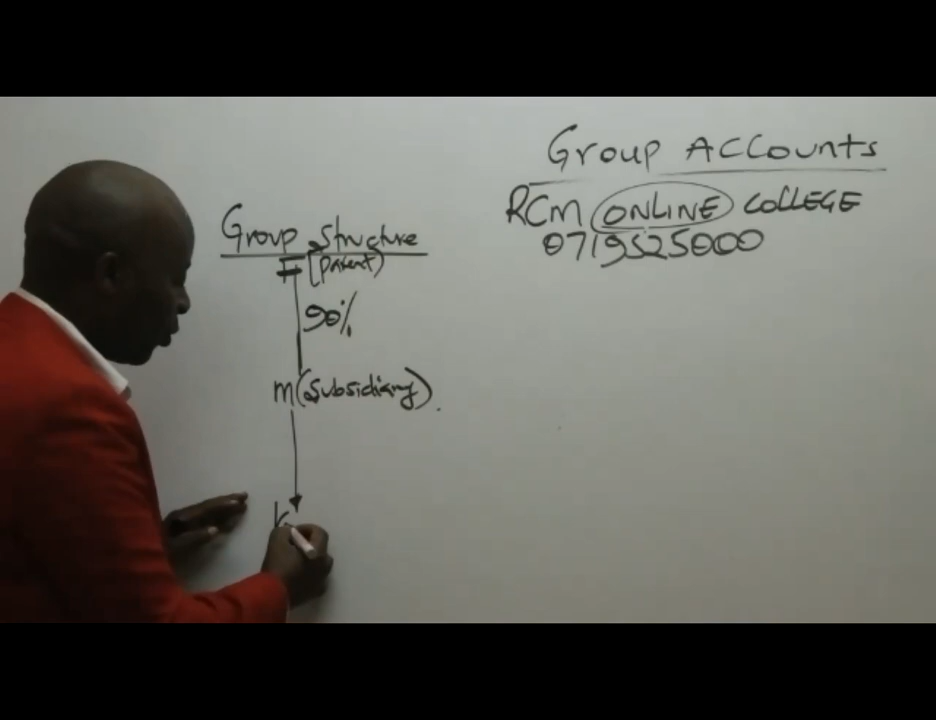 Group Accounts
RCM ONLINE COLLEGE
0719525000
Group Structure
F (Parent)
90%
M (Subsidiary).
K